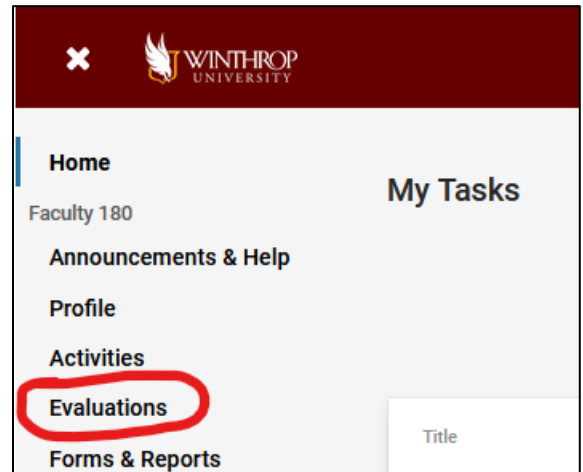 WINTHROP
UNIVERSITY
Home
My Tasks
Faculty 180
Announcements & Help
Profile
Activities
Evaluations
Title
Forms & Reports